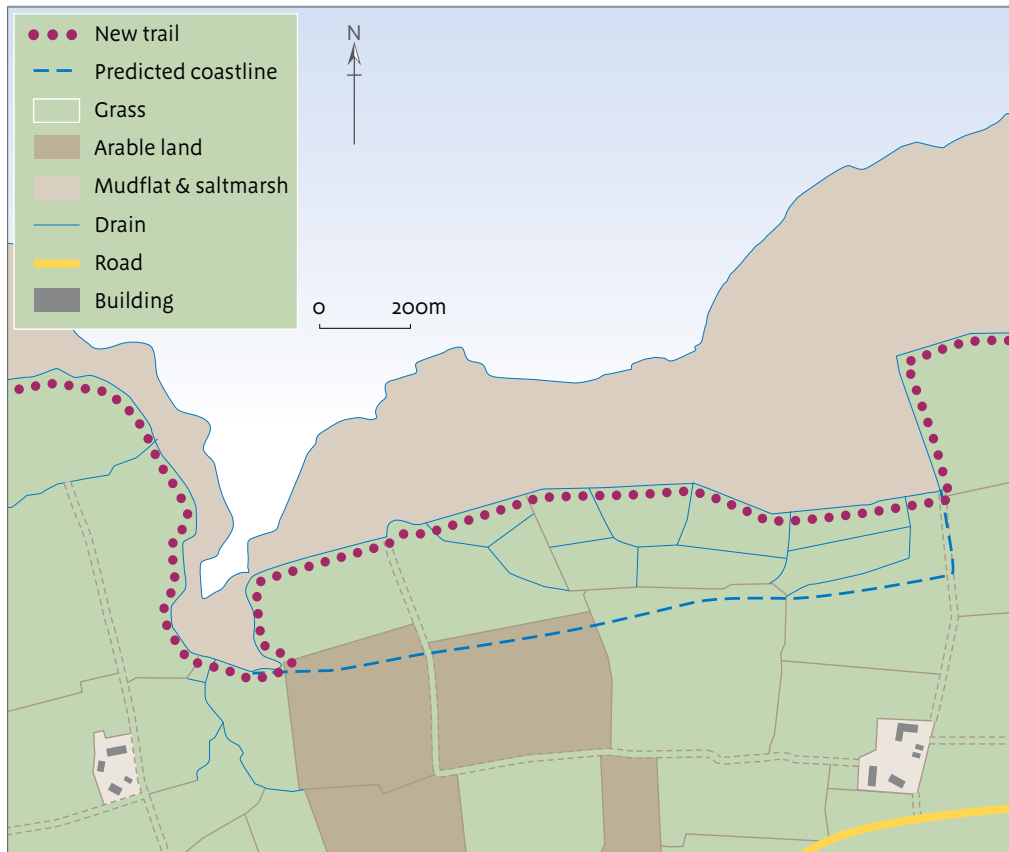 New trail
Predicted coastline
Grass
Arable land
Mudflat & saltmarsh
Drain
Road
Building
N
0 200m